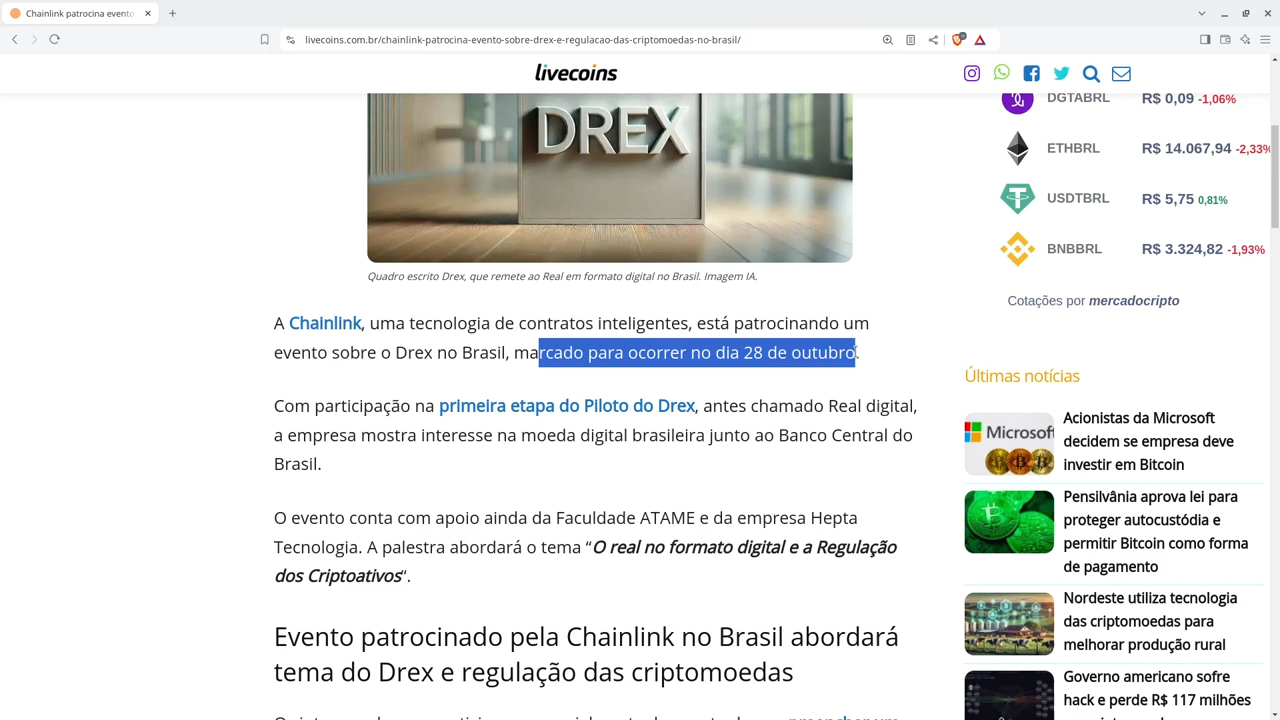 Chainlink patrocina evento
livecoins.com.br/chainlink-patrocina-evento-sobre-drex-e-regulacao-das-criptomoedas-no-brasil/
livecoins
DREX
Quadro escrito Drex, que remete ao Real em formato digital no Brasil. Imagem IA.
A Chainlink, uma tecnologia de contratos inteligentes, está patrocinando um
evento sobre o Drex no Brasil, marcado para ocorrer no dia 28 de outubro.
Com participação na primeira etapa do Piloto do Drex, antes chamado Real digital,
a empresa mostra interesse na moeda digital brasileira junto ao Banco Central do
Brasil.
O evento conta com apoio ainda da Faculdade ATAME e da empresa Hepta
Tecnologia. A palestra abordará o tema “O real no formato digital e a Regulação
dos Criptoativos“.
Evento patrocinado pela Chainlink no Brasil abordará
tema do Drex e regulação das criptomoedas
DGTABRL R$ 0,09 -1,06%
ETHBRL R$ 14.067,94 -2,33%
USDTBRL R$ 5,75 0,81%
BNBBRL R$ 3.324,82 -1,93%
Cotações por mercadocripto
Últimas notícias
Microsoft
Acionistas da Microsoft
decidem se empresa deve
investir em Bitcoin
Pensilvânia aprova lei para
proteger autocustódia e
permitir Bitcoin como forma
de pagamento
Nordeste utiliza tecnologia
das criptomoedas para
melhorar produção rural
Governo americano sofre
hack e perde R$ 117 milhões